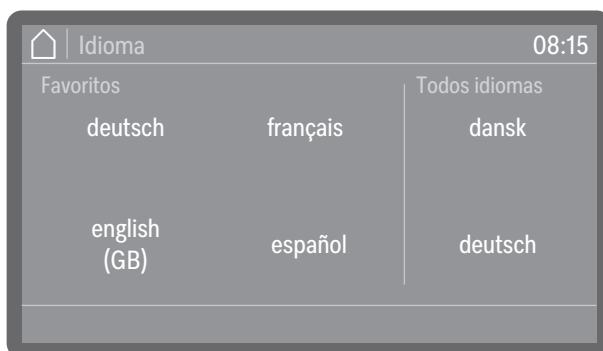 Idioma 08:15
Favoritos Todos idiomas
deutsch français dansk
english
(GB) español deutsch